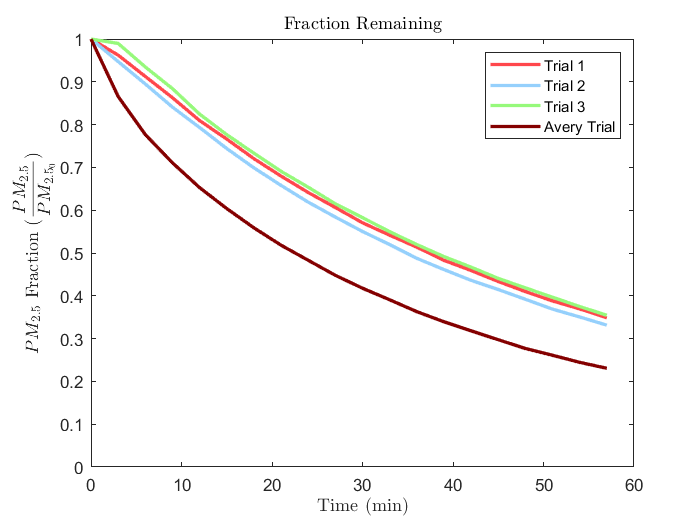 Fraction Remaining
PM2.5 Fraction (PM2.5/PM2.50)
1
0.9
0.8
0.7
0.6
0.5
0.4
0.3
0.2
0.1
0
Trial 1
Trial 2
Trial 3
Avery Trial
0 10 20 30 40 50 60
Time (min)